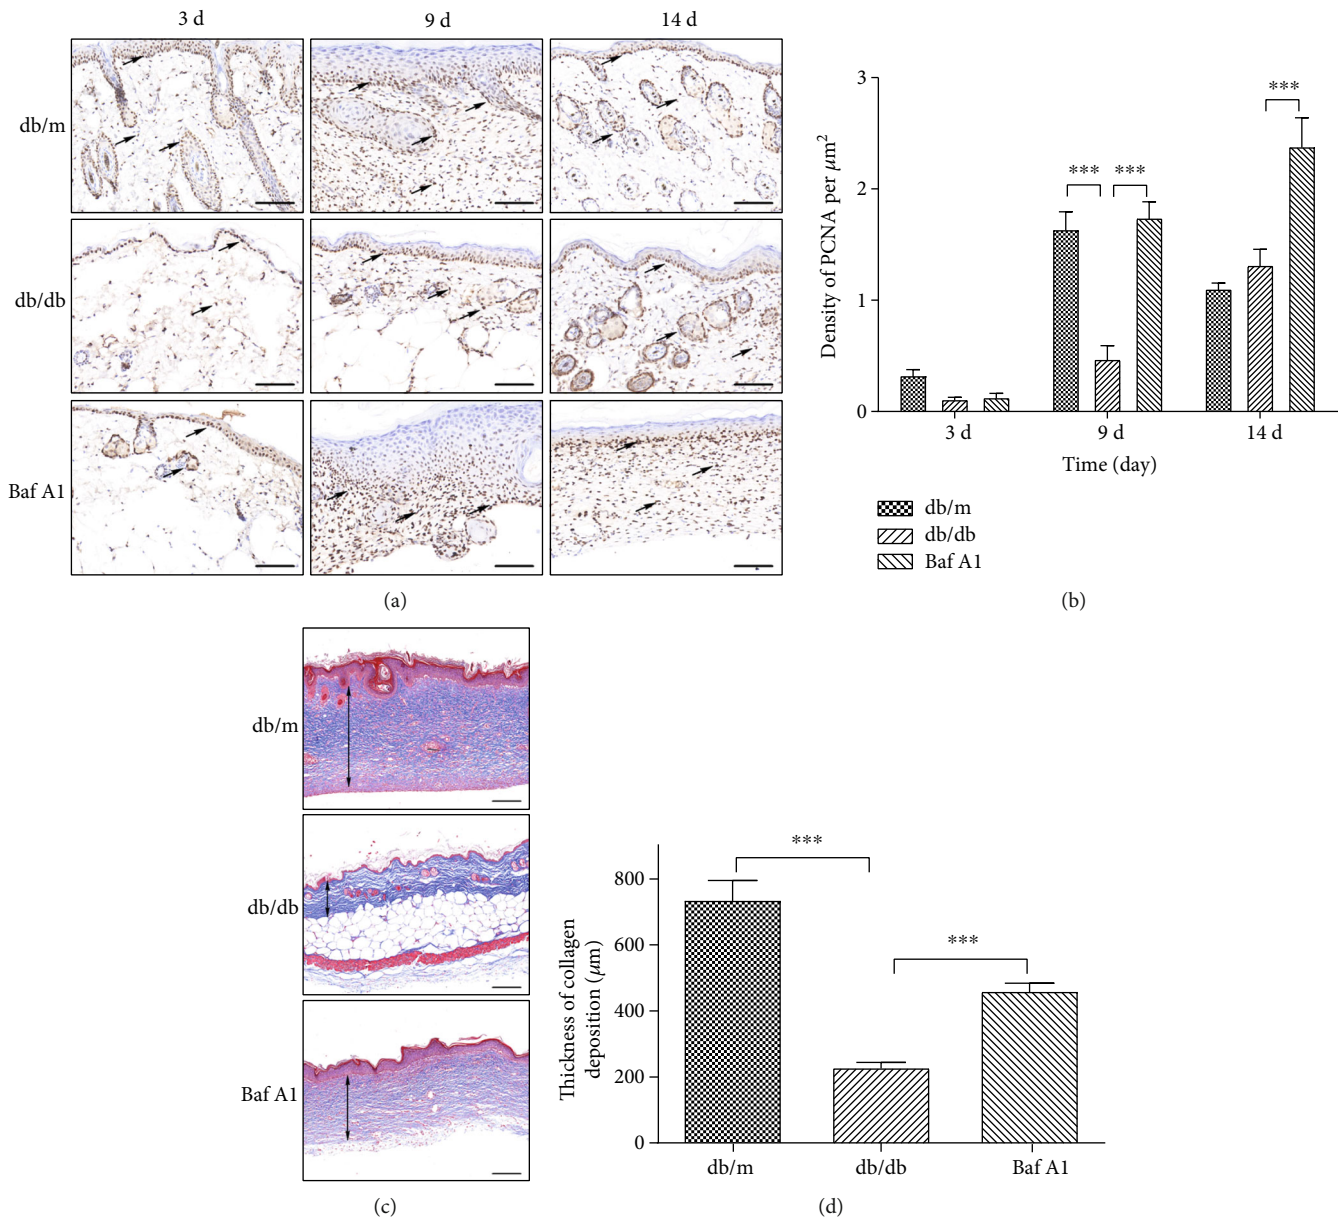 3 d
9 d
14 d
db/m
db/db
Baf A1
(a)
Density of PCNA per μm²
3
2
1
0
***
***
***
3 d
9 d
14 d
Time (day)
db/m
db/db
Baf A1
(b)
db/m
db/db
Baf A1
(c)
Thickness of collagen
deposition (μm)
800
600
400
200
0
***
***
db/m
db/db
Baf A1
(d)